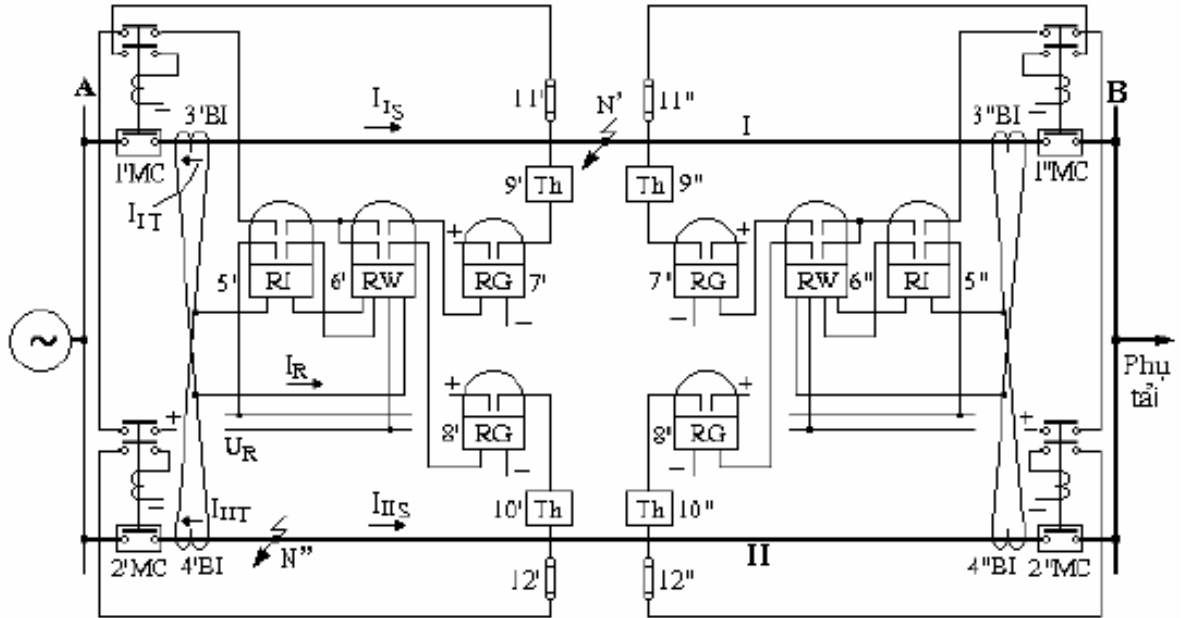 A
B
3'BI
I_IS
11'
N'
11"
I
3"BI
1'MC
1"MC
I_IT
9'
Th
Th
9"
+
+
5'
RI
6'
RW
RG
7'
7"
RG
RW
6"
RI
5"
–
–
~
I_R
Phụ
tải
+
+
+
+
U_R
8'
RG
8"
RG
–
–
I_IIT
I_IIS
10'
Th
Th
10"
2'MC
4'BI
N"
II
4"BI
2"MC
12'
12"